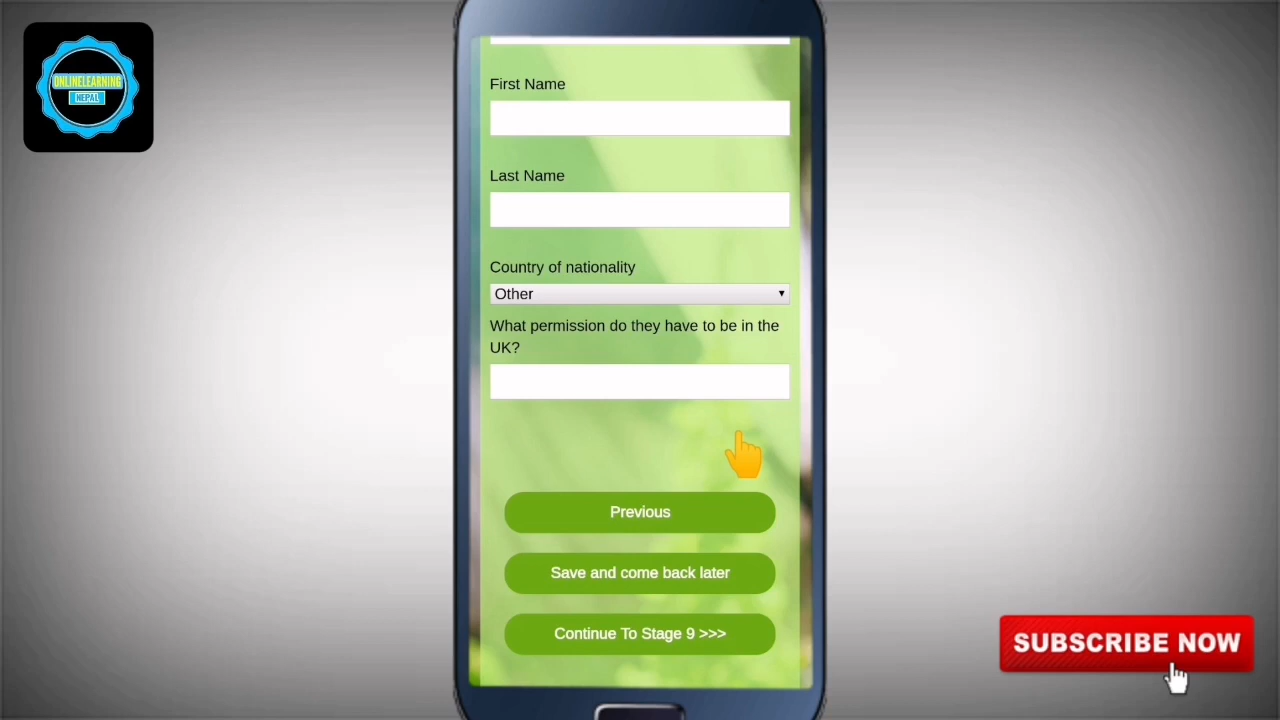 ONLINELEARNING
NEPAL
First Name
Last Name
Country of nationality
Other
What permission do they have to be in the
UK?
Previous
Save and come back later
Continue To Stage 9 >>>
SUBSCRIBE NOW